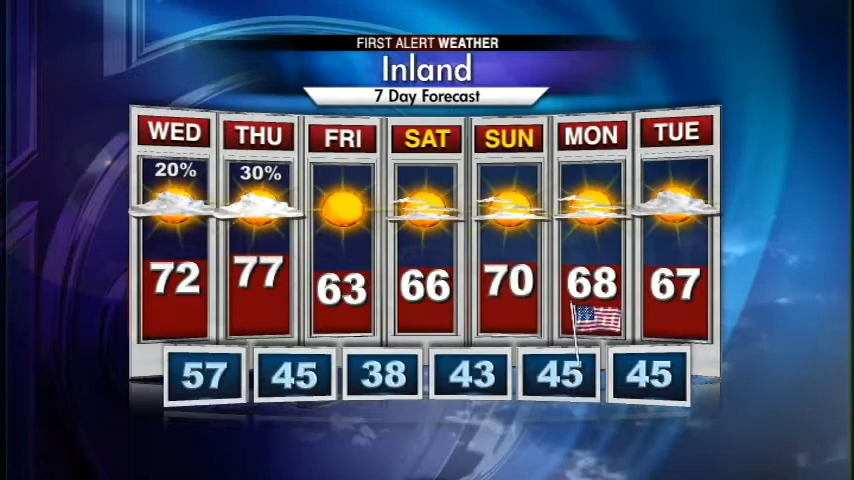 FIRST ALERT WEATHER
Inland
7 Day Forecast
WED THU FRI SAT SUN MON TUE
20% 30%
72 77 63 66 70 68 67
57 45 38 43 45 45